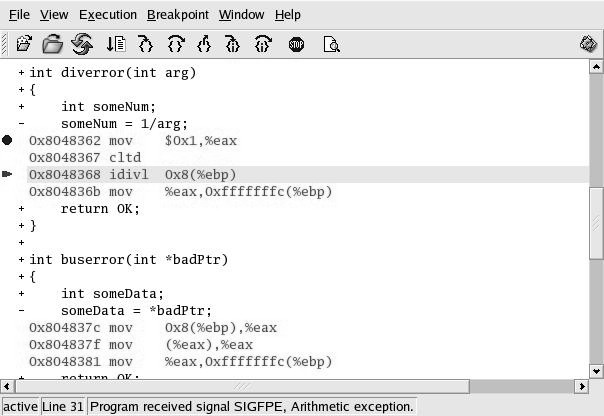 File View Execution Breakpoint Window Help
STOP
+ int diverror(int arg)
+ {
+ int someNum;
- someNum = 1/arg;
0x8048362 mov $0x1,%eax
0x8048367 cltd
0x8048368 idivl 0x8(%ebp)
0x804836b mov %eax,0xfffffffc(%ebp)
+ return OK;
+ }
+
+ int buserror(int *badPtr)
+ {
+ int someData;
- someData = *badPtr;
0x804837c mov 0x8(%ebp),%eax
0x804837f mov (%eax),%eax
0x8048381 mov %eax,0xfffffffc(%ebp)
+ return OK;
active Line 31 Program received signal SIGFPE, Arithmetic exception.